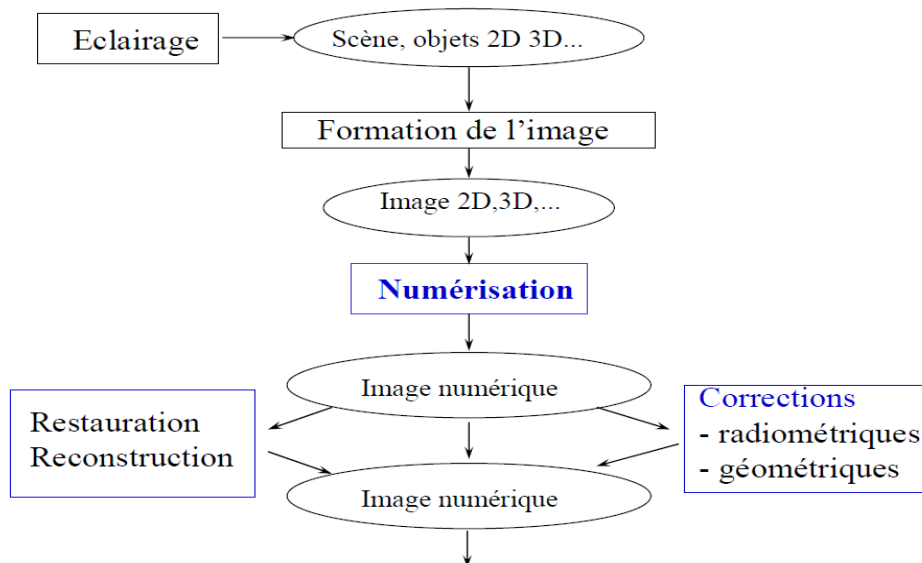 Eclairage
Scène, objets 2D 3D...
Formation de l’image
Image 2D,3D,...
Numérisation
Image numérique
Restauration
Reconstruction
Corrections
- radiométriques
- géométriques
Image numérique